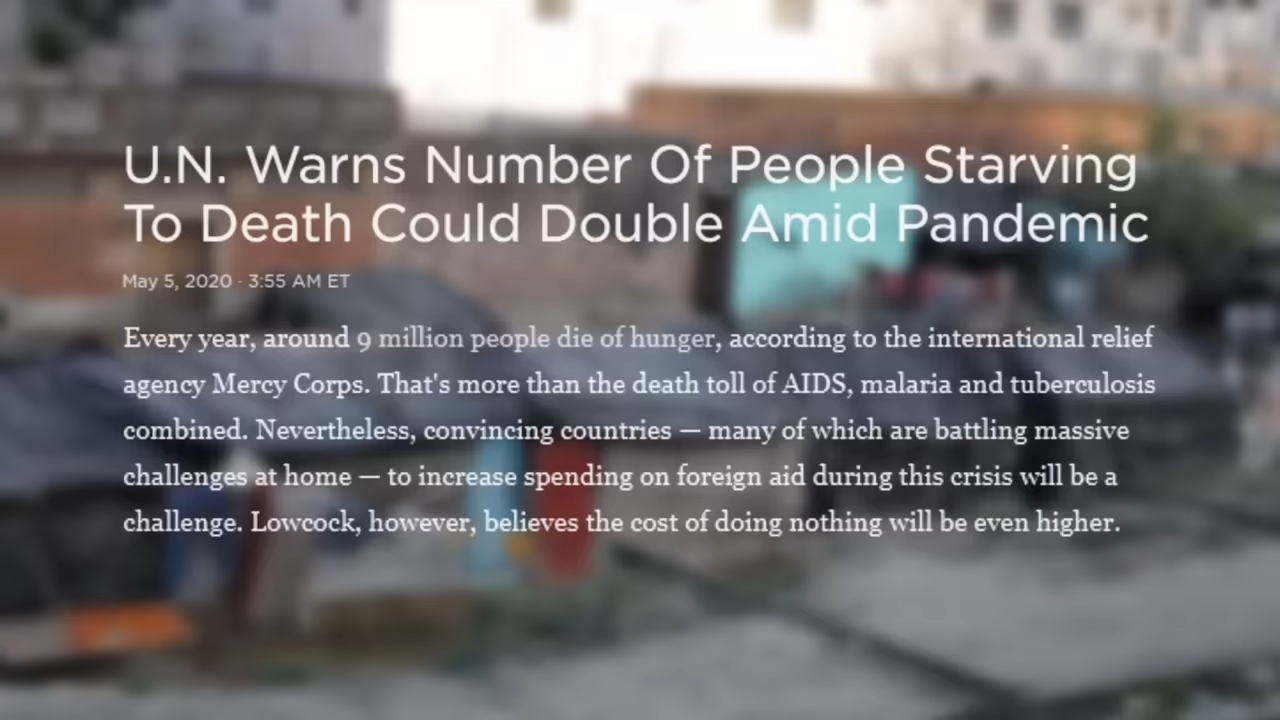 U.N. Warns Number Of People Starving
To Death Could Double Amid Pandemic
May 5, 2020 · 3:55 AM ET
Every year, around 9 million people die of hunger, according to the international relief
agency Mercy Corps. That's more than the death toll of AIDS, malaria and tuberculosis
combined. Nevertheless, convincing countries — many of which are battling massive
challenges at home — to increase spending on foreign aid during this crisis will be a
challenge. Lowcock, however, believes the cost of doing nothing will be even higher.